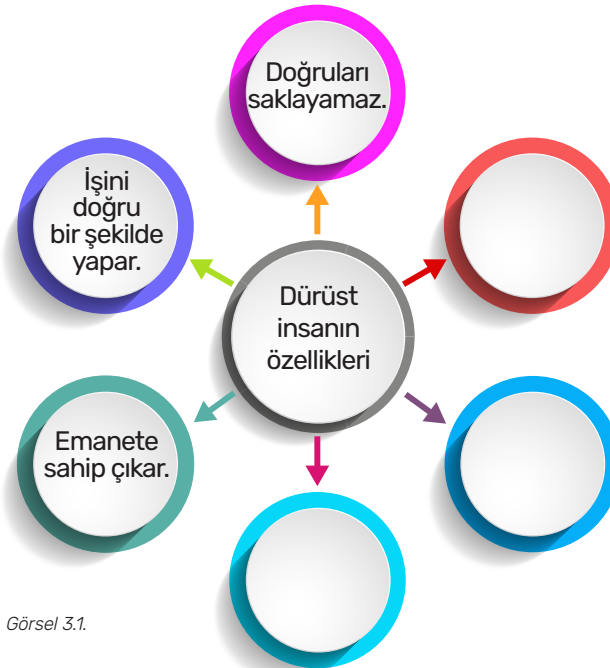 Doğruları
saklayamaz.
İşini
doğru
bir şekilde
yapar.
Dürüst
insanın
özellikleri
Emanete
sahip çıkar.
Görsel 3.1.